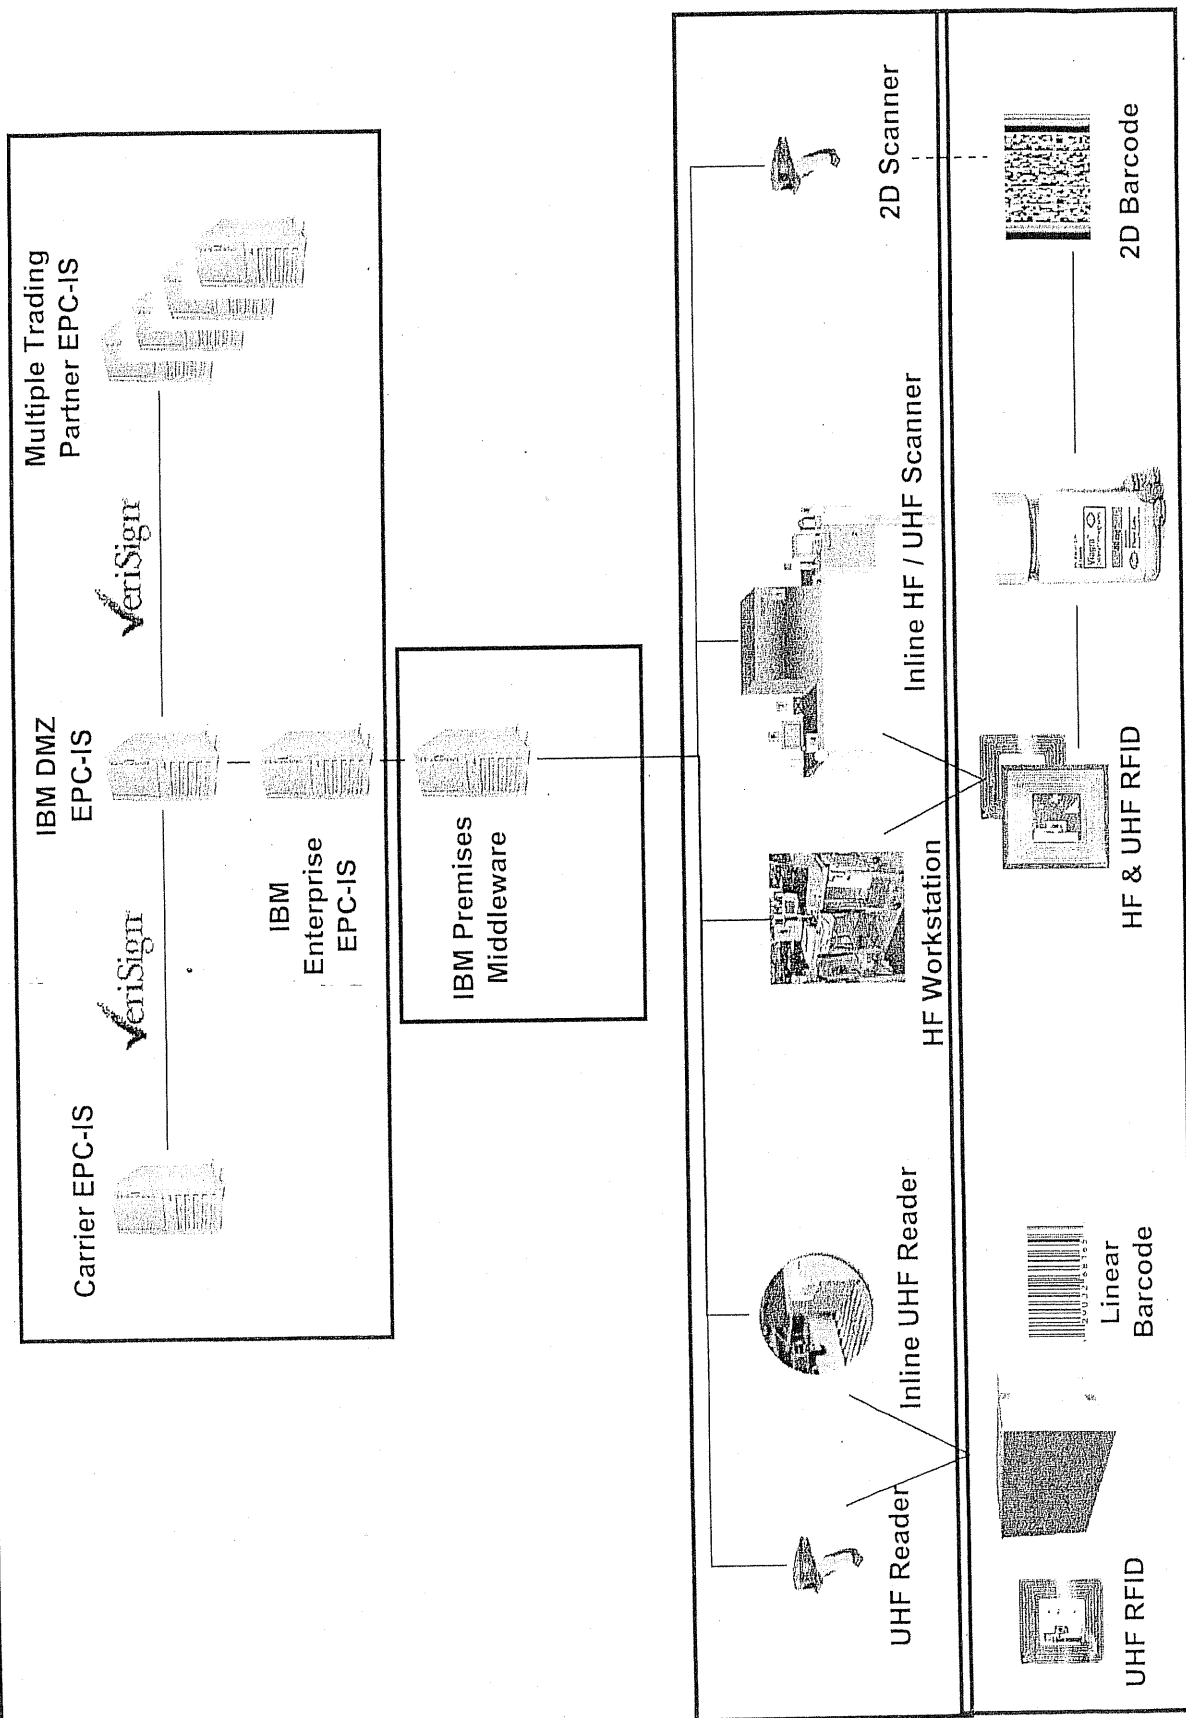 Multiple Trading
Partner EPC-IS
VeriSign
IBM DMZ
EPC-IS
VeriSign
Carrier EPC-IS
IBM
Enterprise
EPC-IS
IBM Premises
Middleware
2D Scanner
Inline HF / UHF Scanner
HF Workstation
Inline UHF Reader
UHF Reader
2D Barcode
Viagra
HF & UHF RFID
Linear
Barcode
UHF RFID